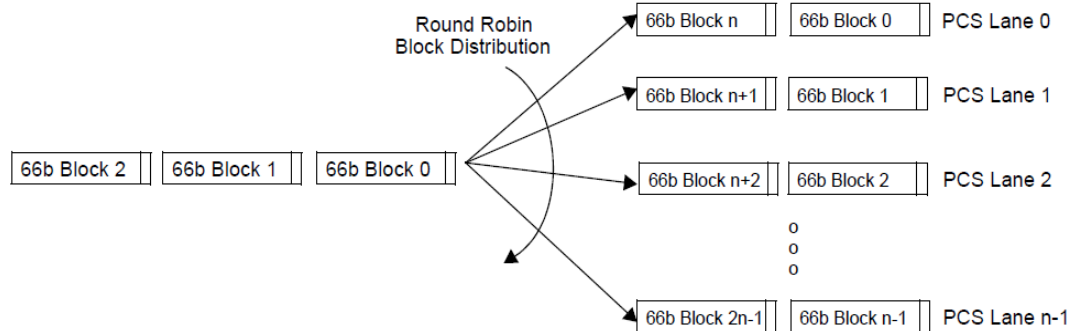 Round Robin
Block Distribution
66b Block n 66b Block 0 PCS Lane 0
66b Block n+1 66b Block 1 PCS Lane 1
66b Block 2 66b Block 1 66b Block 0
66b Block n+2 66b Block 2 PCS Lane 2
o
o
o
66b Block 2n-1 66b Block n-1 PCS Lane n-1